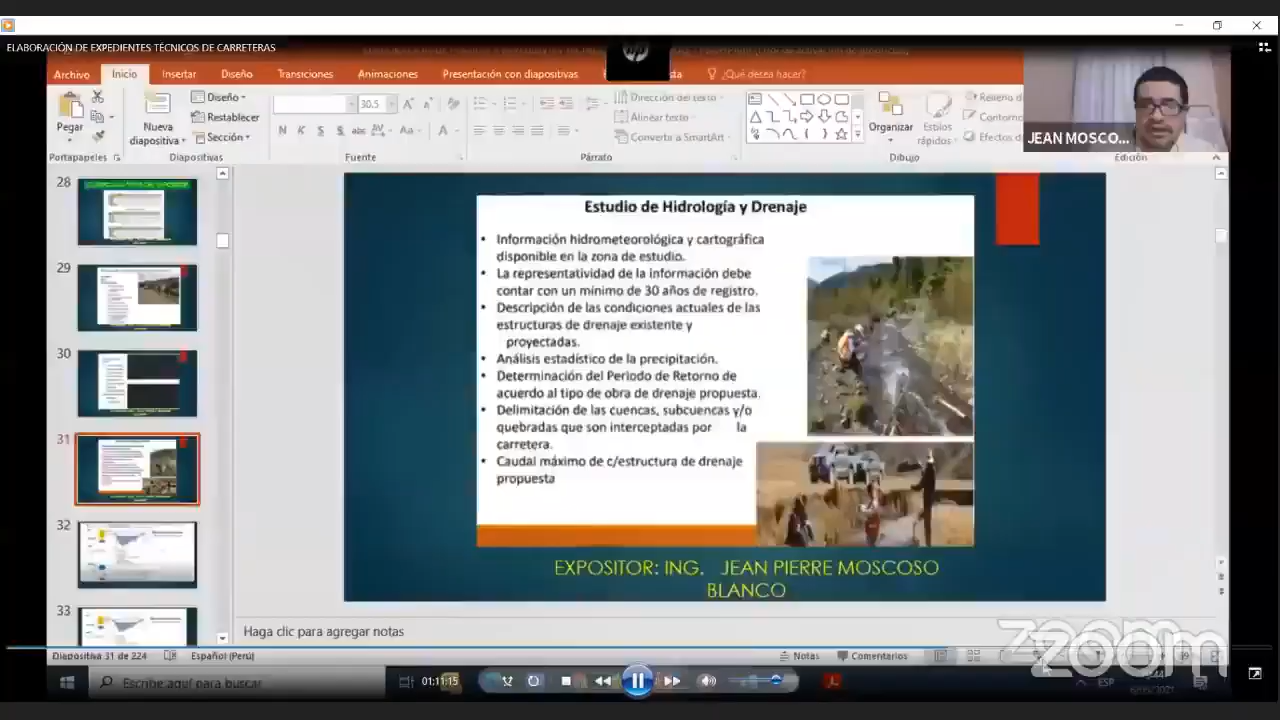 ELABORACIÓN DE EXPEDIENTES TÉCNICOS DE CARRETERAS
hp
Archivo Inicio Insertar Diseño Transiciones Animaciones Presentación con diapositivas ¿Qué desea hacer?
Pegar
Nueva diapositiva
Diseño
Restablecer
Sección
30.5
N K S S abc AV Aa A
Dirección del texto
Alinear texto
Convierte a SmartArt
Organizar
Estilos rápidos
Relleno d
Contorno
Efectos d
JEAN MOSCO...
Portapapeles Diapositivas Fuente Párrafo Dibujo Edición
28
29
30
31
32
33
Estudio de Hidrología y Drenaje
• Información hidrometeorológica y cartográfica
disponible en la zona de estudio.
• La representatividad de la información debe
contar con un mínimo de 30 años de registro.
• Descripción de las condiciones actuales de las
estructuras de drenaje existente y
proyectadas.
• Análisis estadístico de la precipitación.
• Determinación del Periodo de Retorno de
acuerdo al tipo de obra de drenaje propuesta.
• Delimitación de las cuencas, subcuencas y/o
quebradas que son interceptadas por la
carretera.
• Caudal máximo de c/estructura de drenaje
propuesta
EXPOSITOR: ING. JEAN PIERRE MOSCOSO
BLANCO
Haga clic para agregar notas
Diapositiva 31 de 224 Español (Perú) Notas Comentarios
zoom
Escribe aquí para buscar
01:11:15
ESP